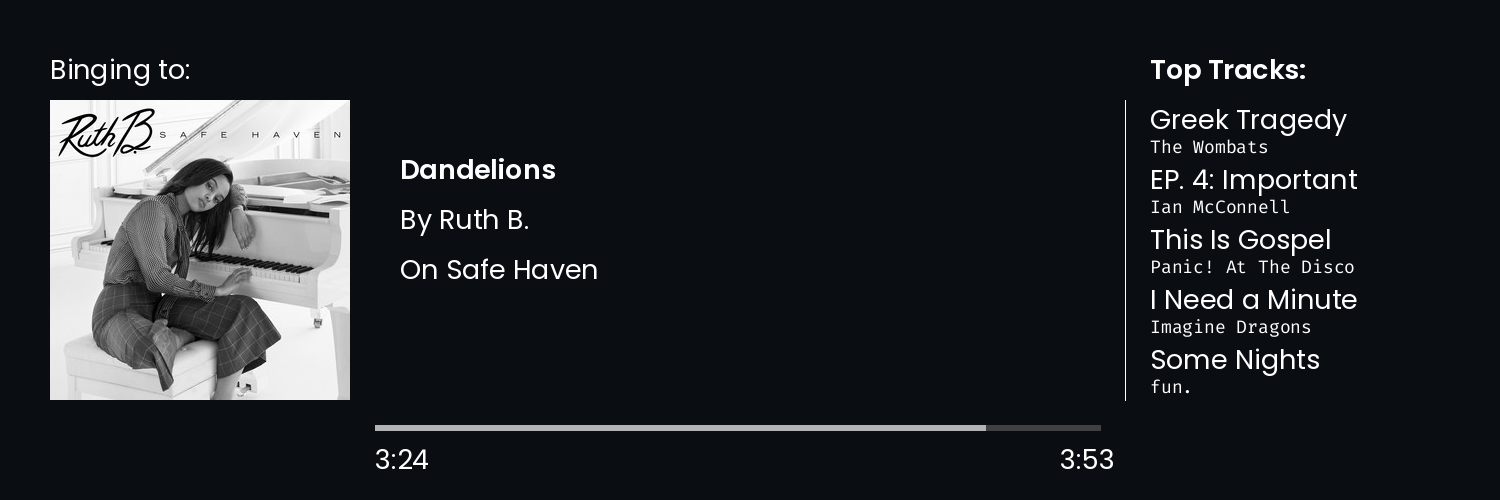 Binging to:
Ruth B. SAFE HAVEN
Dandelions
By Ruth B.
On Safe Haven
3:24
3:53
Top Tracks:
Greek Tragedy
The Wombats
EP. 4: Important
Ian McConnell
This Is Gospel
Panic! At The Disco
I Need a Minute
Imagine Dragons
Some Nights
fun.